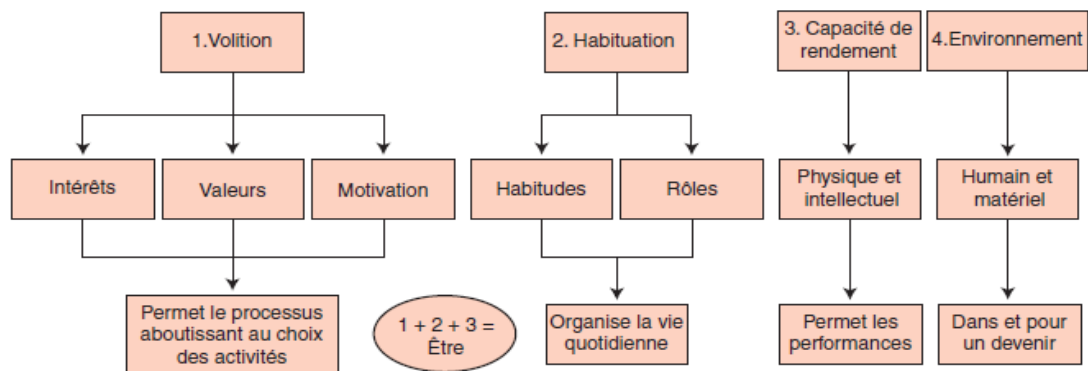 1.Volition
2. Habituation
3. Capacité de
rendement
4.Environnement
Intérêts
Valeurs
Motivation
Habitudes
Rôles
Physique et
intellectuel
Humain et
matériel
Permet le processus
aboutissant au choix
des activités
1 + 2 + 3 =
Être
Organise la vie
quotidienne
Permet les
performances
Dans et pour
un devenir